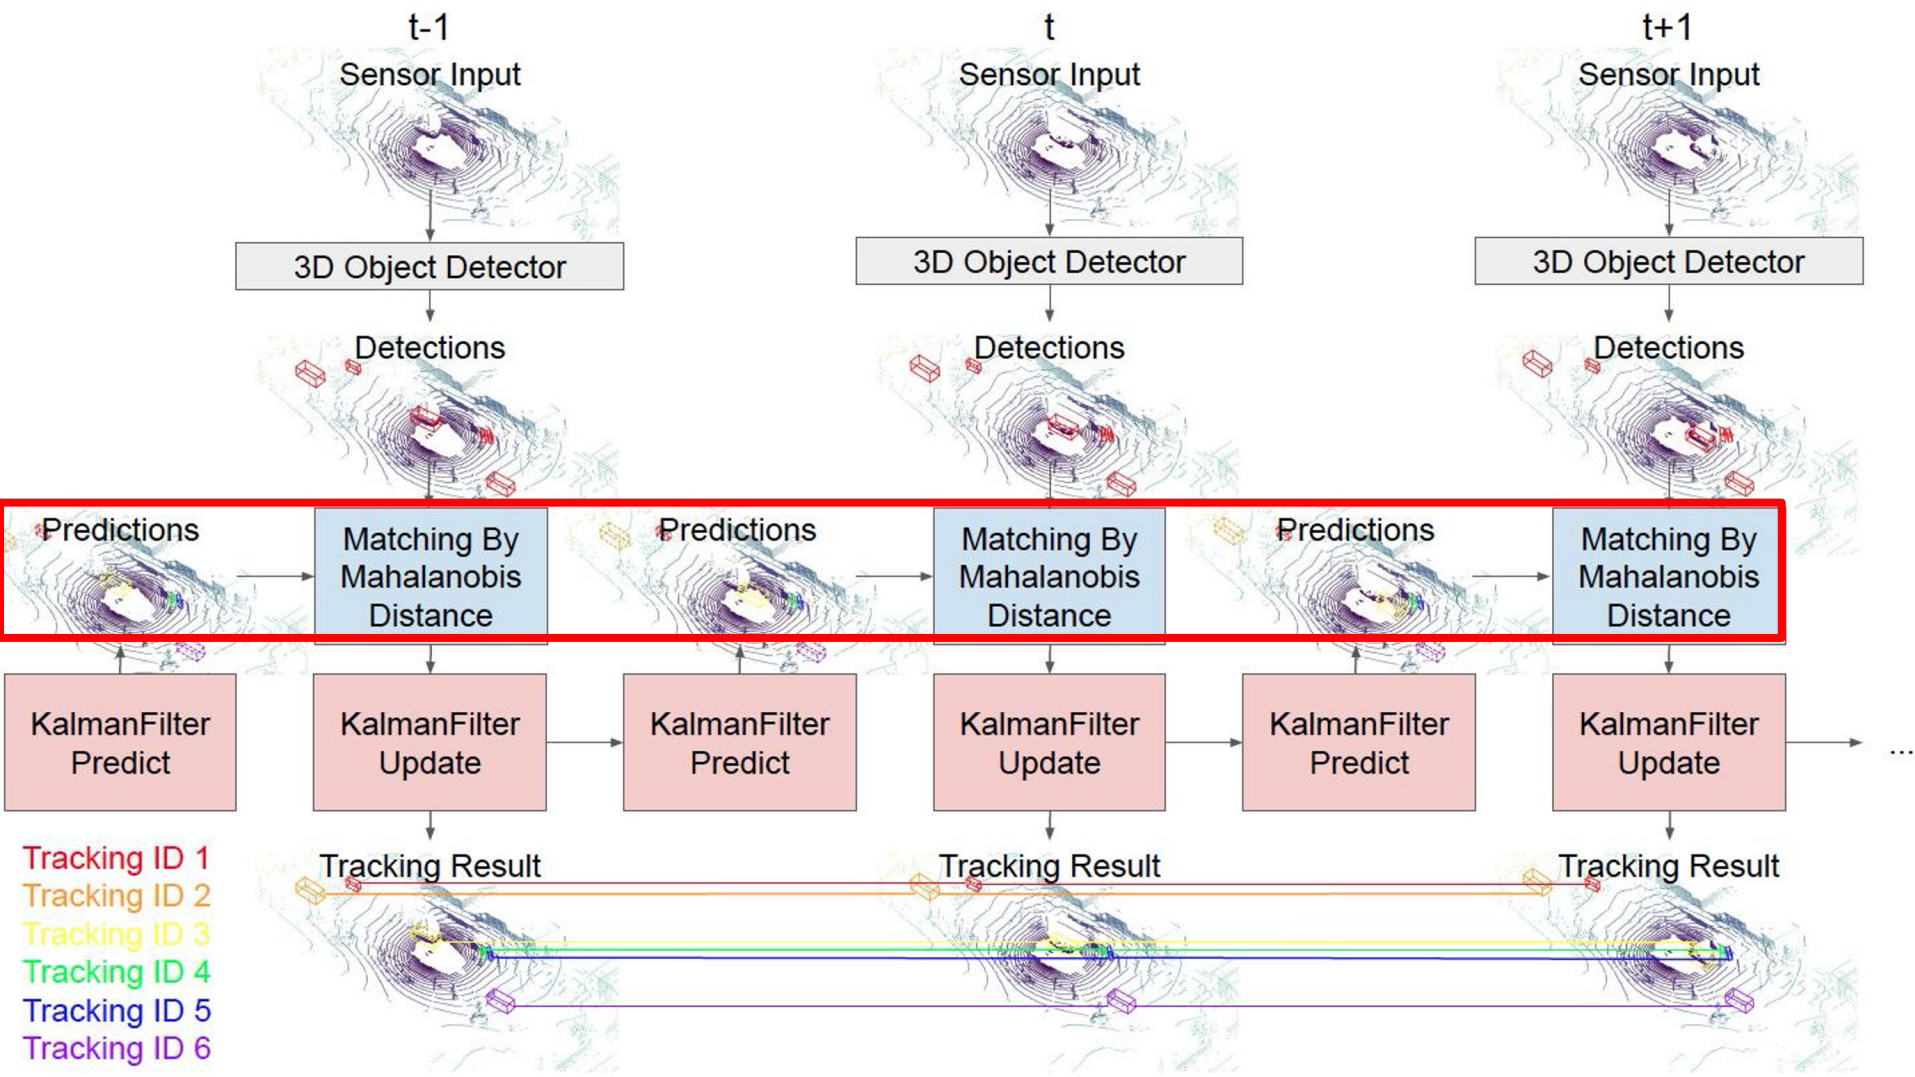 t-1
t
t+1
Sensor Input
Sensor Input
Sensor Input
3D Object Detector
3D Object Detector
3D Object Detector
Detections
Detections
Detections
Predictions
Matching By
Mahalanobis
Distance
Predictions
Matching By
Mahalanobis
Distance
Predictions
Matching By
Mahalanobis
Distance
KalmanFilter
Predict
KalmanFilter
Update
KalmanFilter
Predict
KalmanFilter
Update
KalmanFilter
Predict
KalmanFilter
Update
...
Tracking ID 1
Tracking ID 2
Tracking ID 3
Tracking ID 4
Tracking ID 5
Tracking ID 6
Tracking Result
Tracking Result
Tracking Result